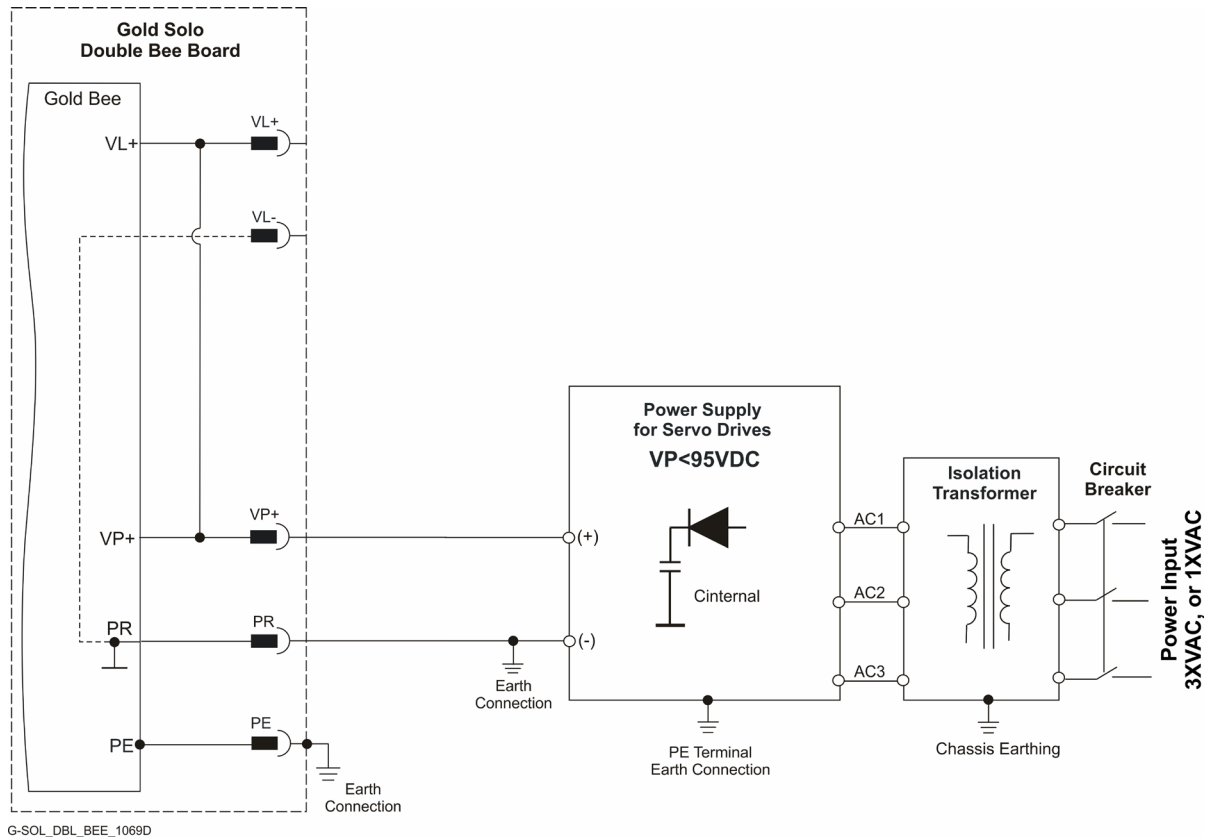 Gold Solo
Double Bee Board
Gold Bee
VL+
VL+
VL-
VP+
VP+
PR
PR
PE
PE
Earth
Connection
Earth
Connection
Power Supply
for Servo Drives
VP<95VDC
(+)
(-)
Cinternal
PE Terminal
Earth Connection
AC1
AC2
AC3
Isolation
Transformer
Chassis Earthing
Circuit
Breaker
Power Input
3XVAC, or 1XVAC
G-SOL_DBL_BEE_1069D